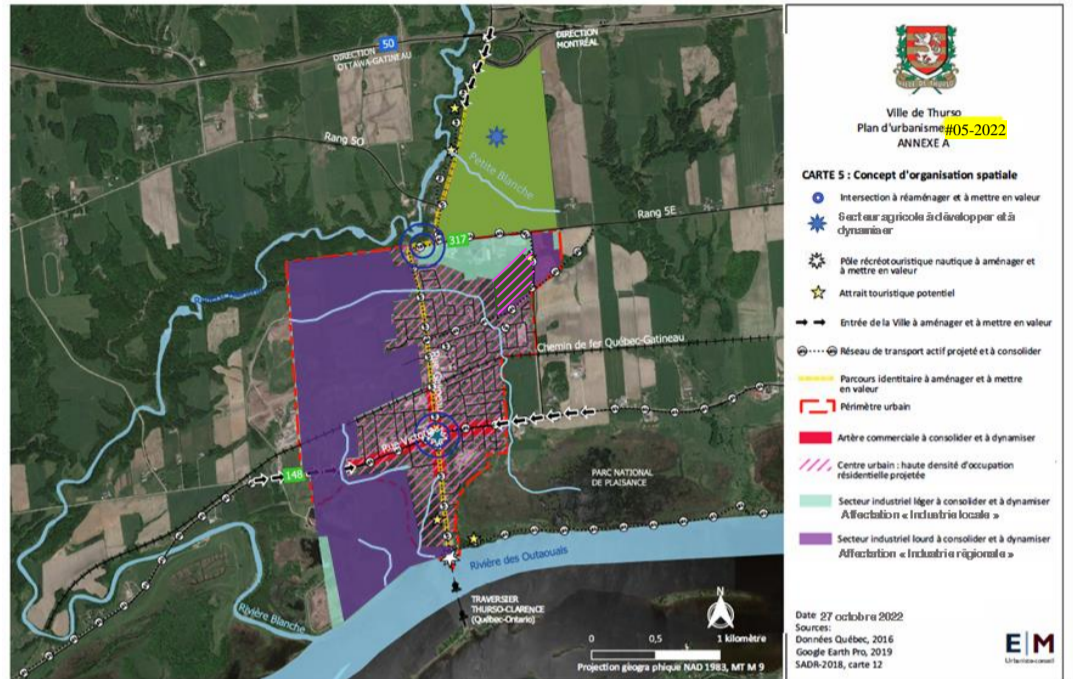 DIRECTION
OTTAWA-GATINEAU
50
DIRECTION
MONTRÉAL
Rang 5O
Petite Blanche
Rang 5E
317
Chemin de fer Québec-Gatineau
Rue Victoria
148
PARC NATIONAL
DE PLAISANCE
Rivière des Outaouais
Rivière Blanche
TRAVERSIER
THURSO-CLARENCE
(Québec-Ontario)
N
0 0,5 1 kilomètre
Projection géographique NAD 1983, MTM 9
Ville de Thurso
Plan d'urbanisme #05-2022
ANNEXE A
CARTE 5 : Concept d'organisation spatiale
Intersection à réaménager et à mettre en valeur
Secteur agricole à développer et à
dynamiser
Pôle récréotouristique nautique à aménager et
à mettre en valeur
Attrait touristique potentiel
Entrée de la Ville à aménager et à mettre en valeur
Réseau de transport actif projeté et à consolider
Parcours identitaire à aménager et à mettre
en valeur
Périmètre urbain
Artère commerciale à consolider et à dynamiser
Centre urbain : haute densité d'occupation
résidentielle projetée
Secteur industriel léger à consolider et à dynamiser
Affectation « Industrie locale »
Secteur industriel lourd à consolider et à dynamiser
Affectation « Industrie régionale »
Date 27 octobre 2022
Sources:
Données Québec, 2016
Google Earth Pro, 2019
SADR-2018, carte 12
E|M
Urbanisme-conseil